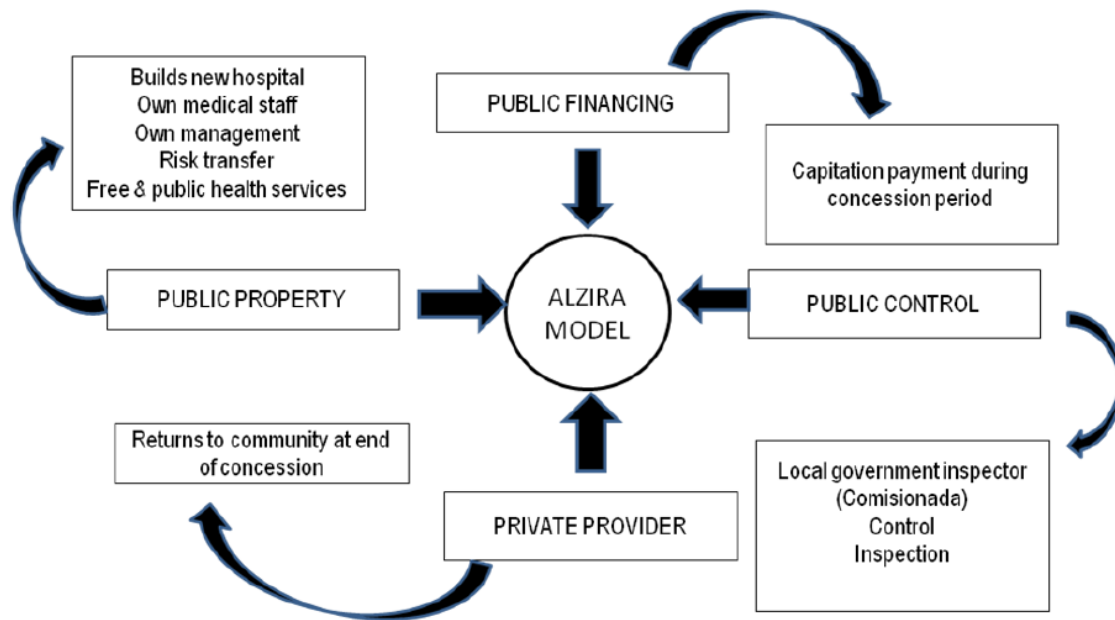 Builds new hospital
Own medical staff
Own management
Risk transfer
Free & public health services
PUBLIC FINANCING
Capitation payment during
concession period
PUBLIC PROPERTY
ALZIRA
MODEL
PUBLIC CONTROL
Returns to community at end
of concession
PRIVATE PROVIDER
Local government inspector
(Comisionada)
Control
Inspection